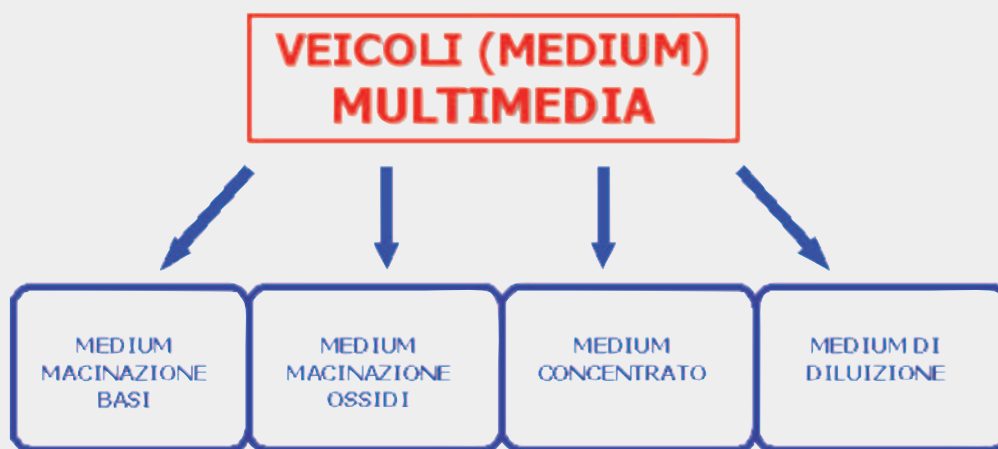 VEICOLI (MEDIUM)
MULTIMEDIA
MEDIUM
MACINAZIONE
BASI
MEDIUM
MACINAZIONE
OSSIDI
MEDIUM
CONCENTRATO
MEDIUM DI
DILUIZIONE